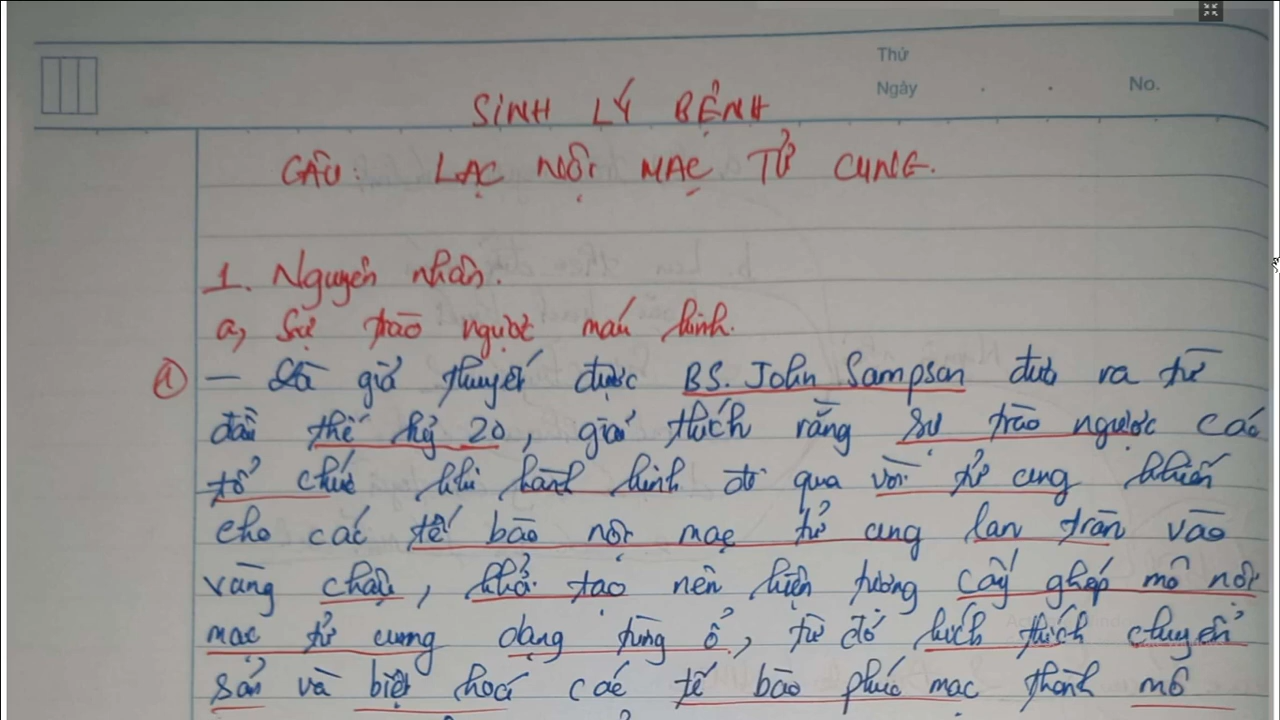 Thứ
Ngày . . No.
SINH LÝ BỆNH
CÂU: LẠC NỘI MẠC TỬ CUNG.
1. Nguyên nhân.
a, Sự trào ngược máu kinh.
① — Là giả thuyết được BS. John Sampson đưa ra từ
đầu thế kỷ 20, giải thích rằng sự trào ngược các
tổ chức khi hành kinh đi qua vòi tử cung khiến
cho các tế bào nội mạc tử cung lan tràn vào
vùng chậu, khởi tạo nên hiện tượng cấy ghép mô nội
mạc tử cung dạng từng ổ, từ đó kích thích chuyển
sản và biệt hoá các tế bào phúc mạc thành mô